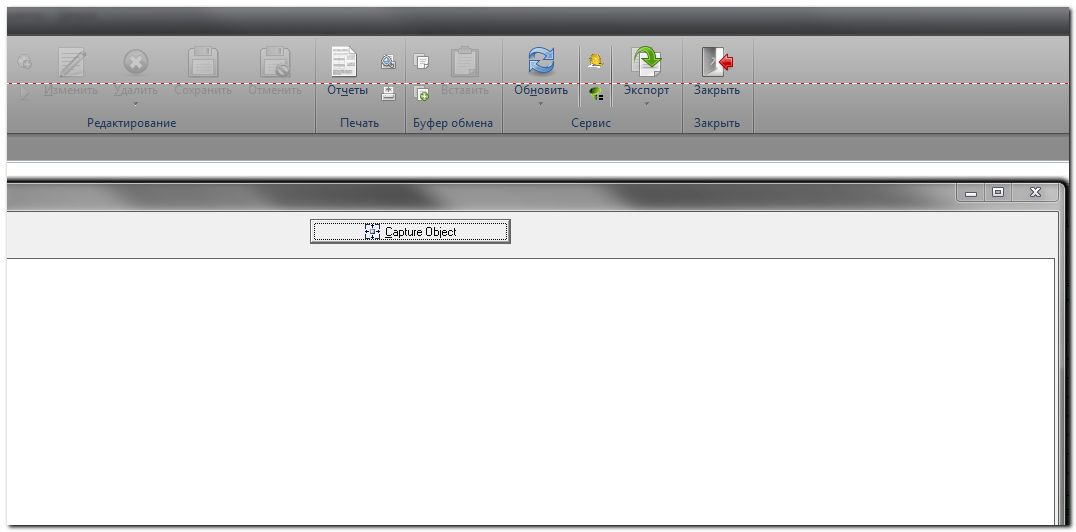 Изменить Удалить Сохранить Отменить Отчеты Вставить Обновить Экспорт Закрыть
Редактирование Печать Буфер обмена Сервис Закрыть
Capture Object